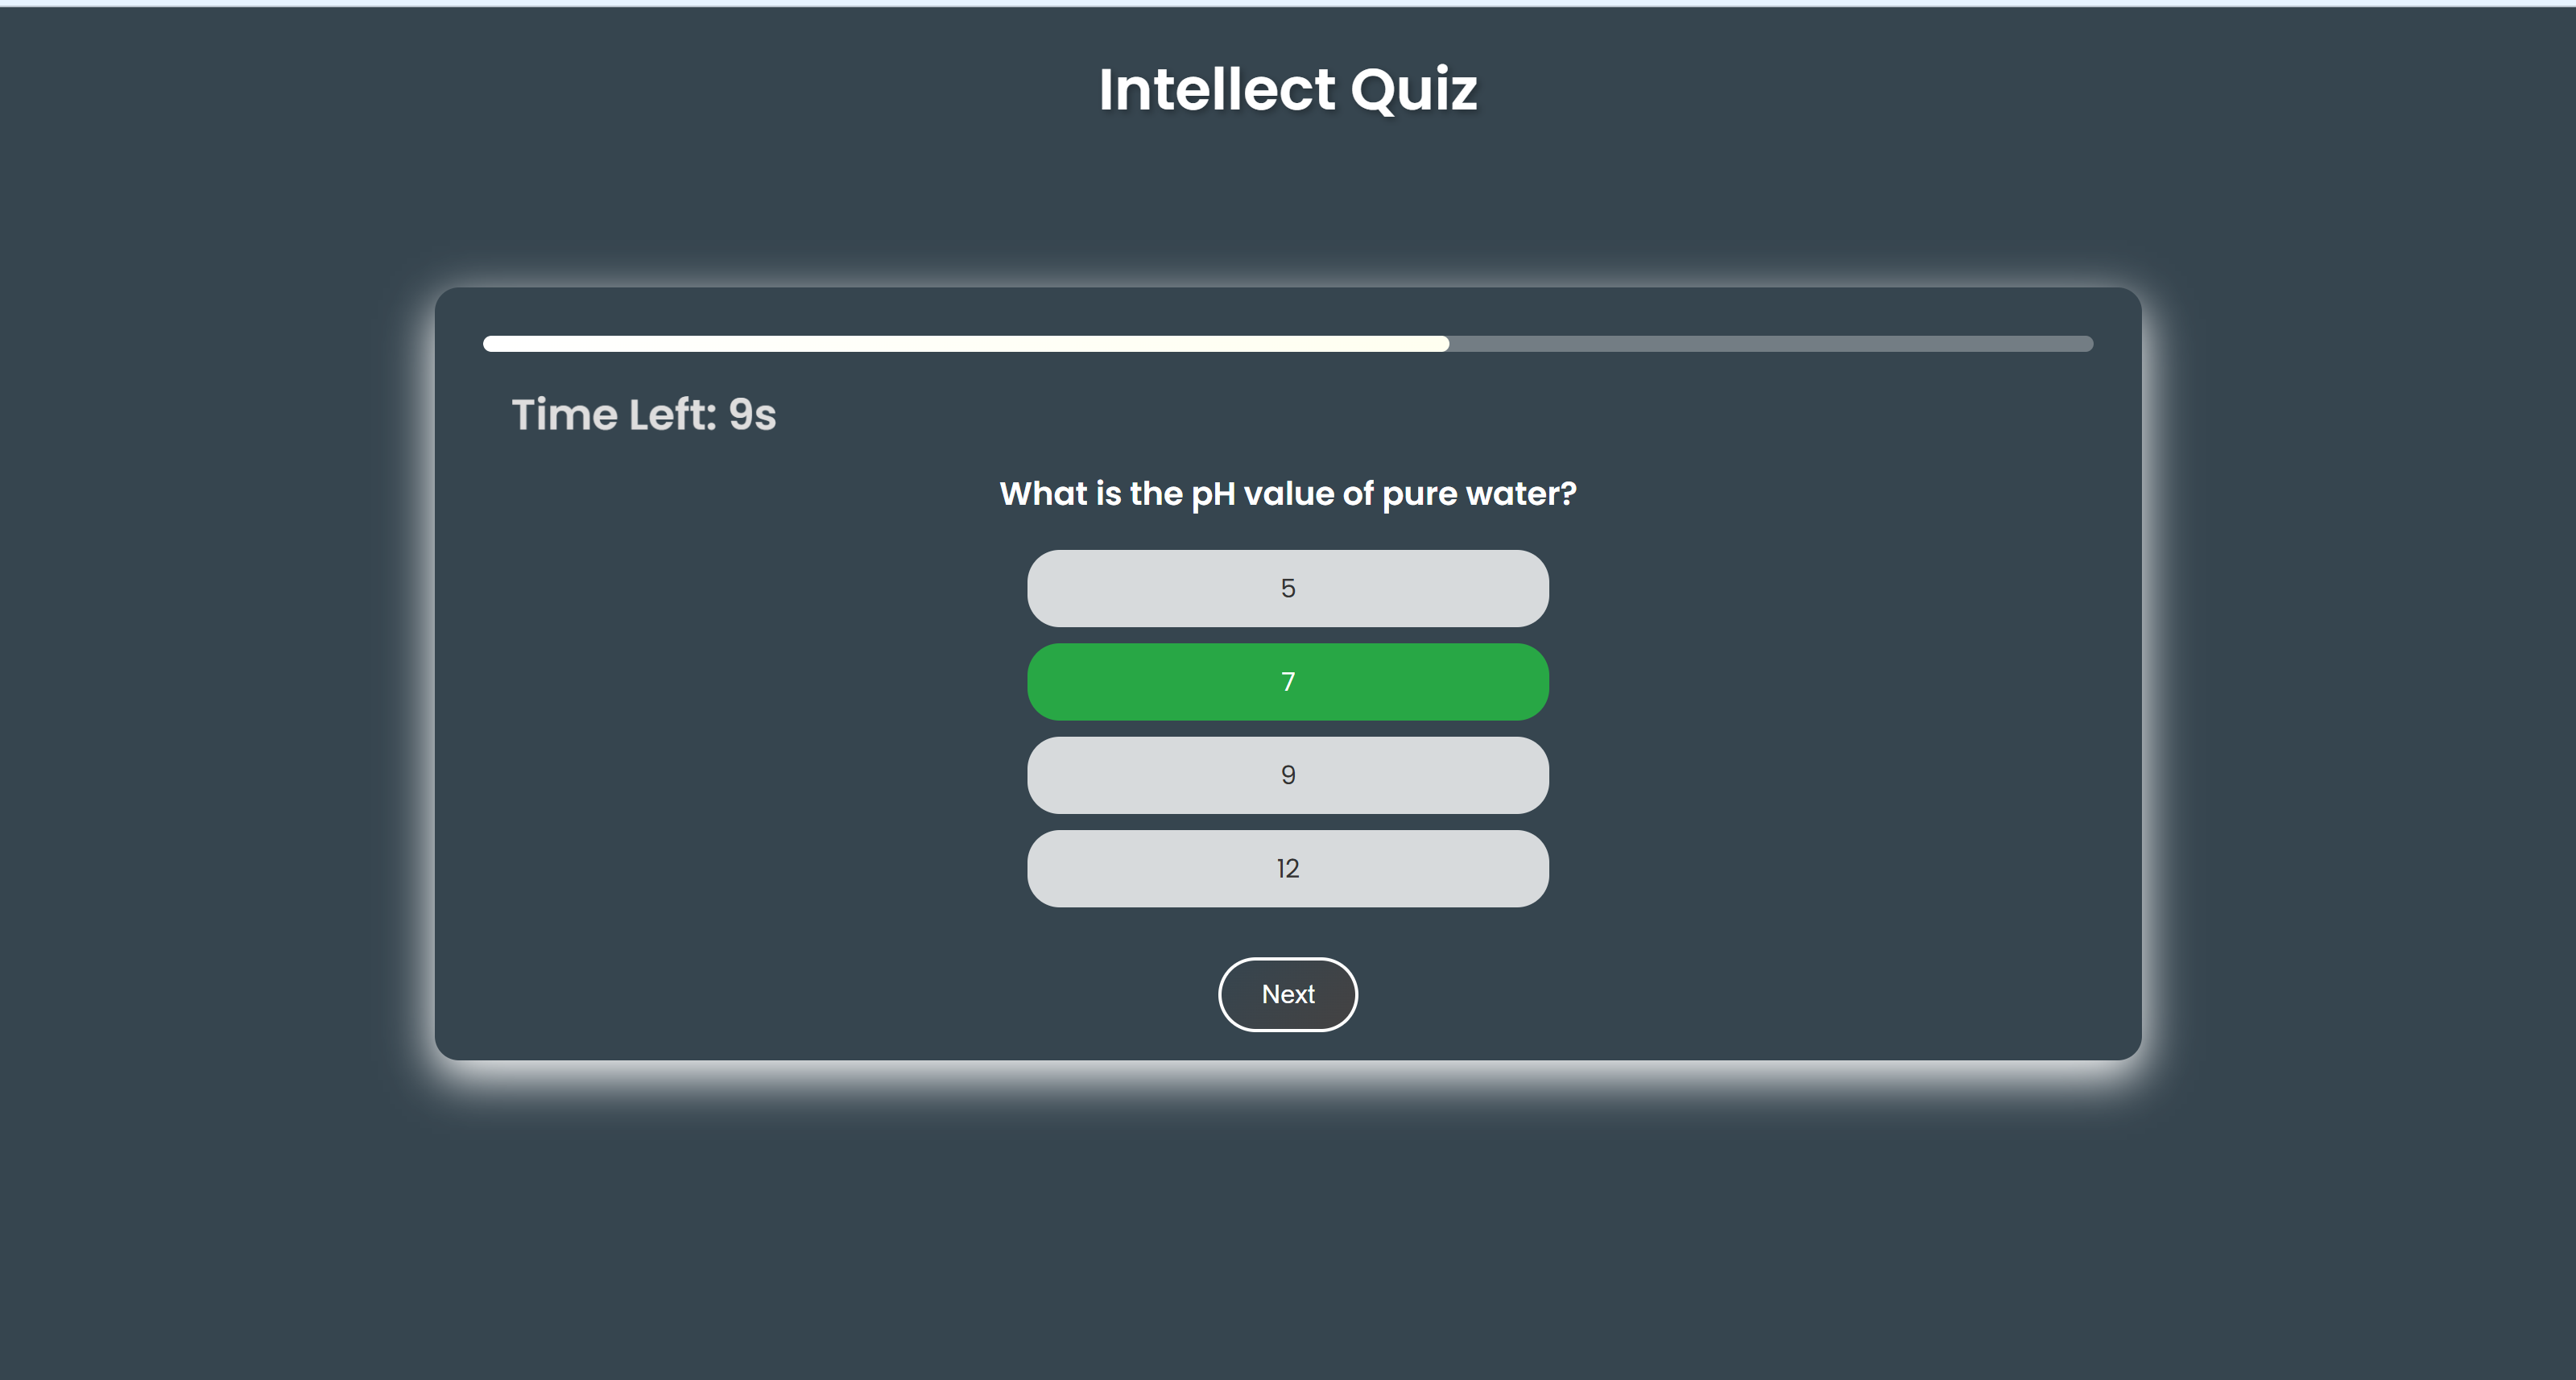 Intellect Quiz
Time Left: 9s
What is the pH value of pure water?
5
7
9
12
Next